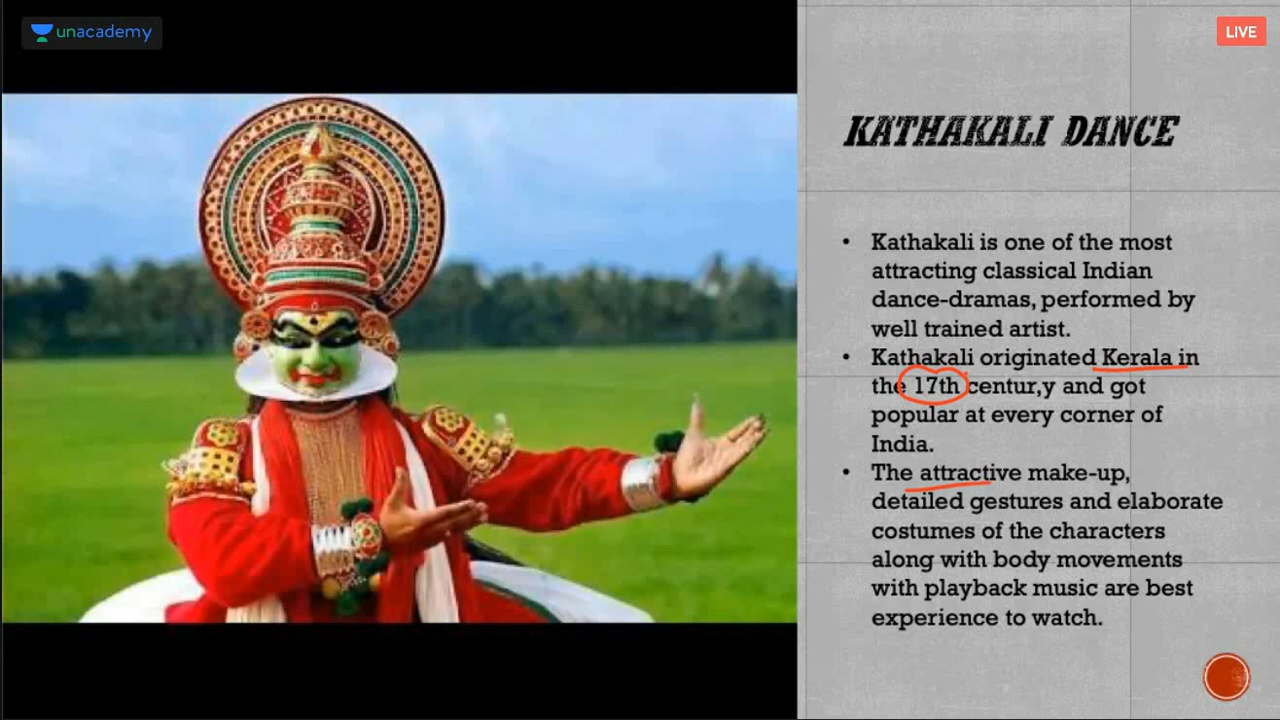 unacademy
LIVE
KATHAKALI DANCE
• Kathakali is one of the most
attracting classical Indian
dance-dramas, performed by
well trained artist.
• Kathakali originated Kerala in
the 17th centur,y and got
popular at every corner of
India.
• The attractive make-up,
detailed gestures and elaborate
costumes of the characters
along with body movements
with playback music are best
experience to watch.